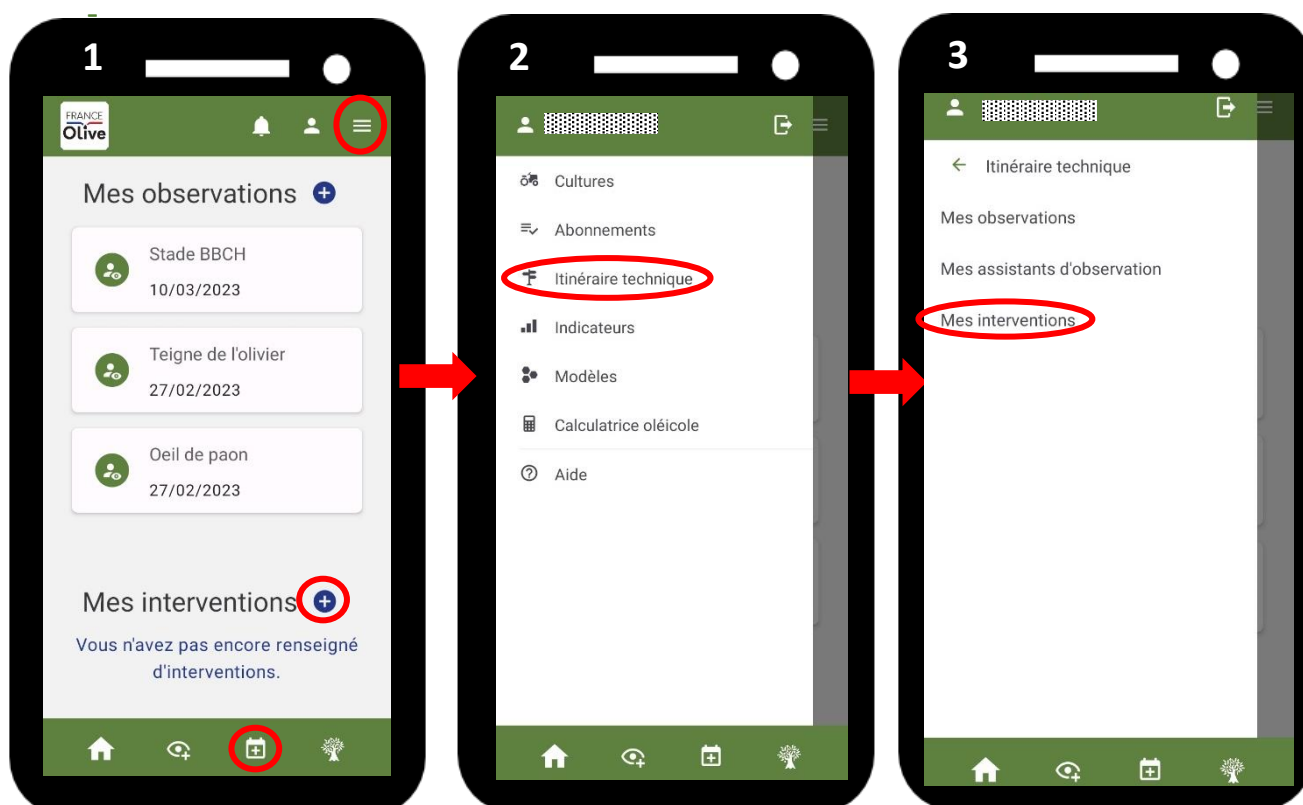 1
FRANCE
Olive
Mes observations
Stade BBCH
10/03/2023
Teigne de l'olivier
27/02/2023
Oeil de paon
27/02/2023
Mes interventions
Vous n'avez pas encore renseigné
d'interventions.
2
Cultures
Abonnements
Itinéraire technique
Indicateurs
Modèles
Calculatrice oléicole
Aide
3
Itinéraire technique
Mes observations
Mes assistants d'observation
Mes interventions